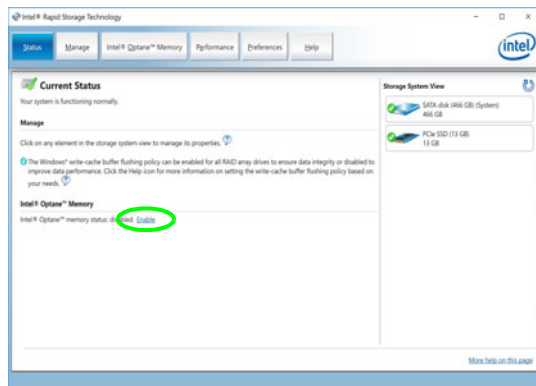 Intel® Rapid Storage Technology
Status Manage Intel® Optane™ Memory Performance Preferences Help
intel
Current Status
Your system is functioning normally.
Manage
Click on any element in the storage system view to manage its properties.
The Windows* write-cache buffer flushing policy can be enabled for all RAID array drives to ensure data integrity or disabled to
improve data performance. Click the Help icon for more information on setting the write-cache buffer flushing policy based on
your needs.
Intel® Optane™ Memory
Intel® Optane™ memory status: disabled. Enable
Storage System View
SATA disk (466 GB) (System)
466 GB
PCIe SSD (13 GB)
13 GB
More help on this page